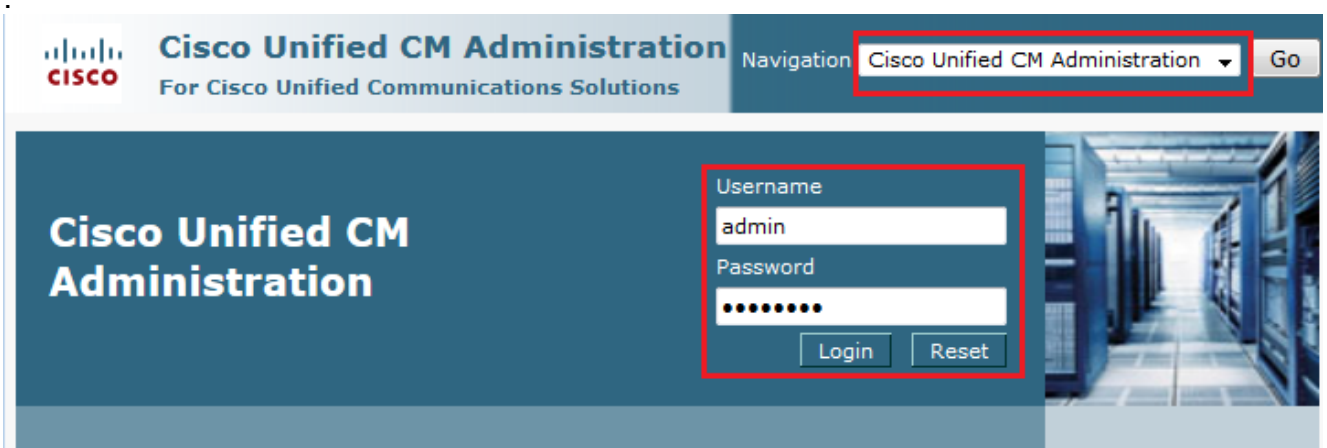 .
Cisco Unified CM Administration
For Cisco Unified Communications Solutions
CISCO
Navigation Cisco Unified CM Administration Go
Cisco Unified CM
Administration
Username
admin
Password
••••••••
Login Reset